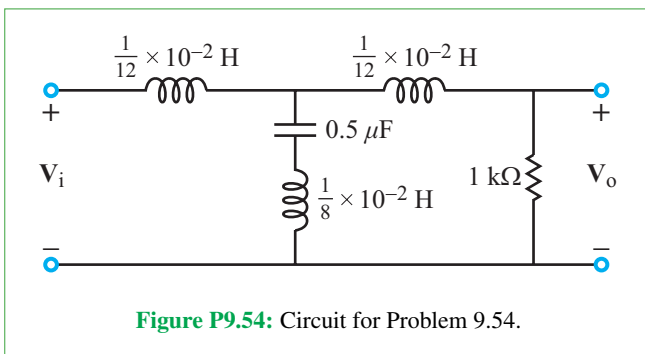 1/12 × 10⁻² H
1/12 × 10⁻² H
+
+
0.5 μF
Vᵢ
1 kΩ
Vₒ
1/8 × 10⁻² H
−
−
Figure P9.54: Circuit for Problem 9.54.